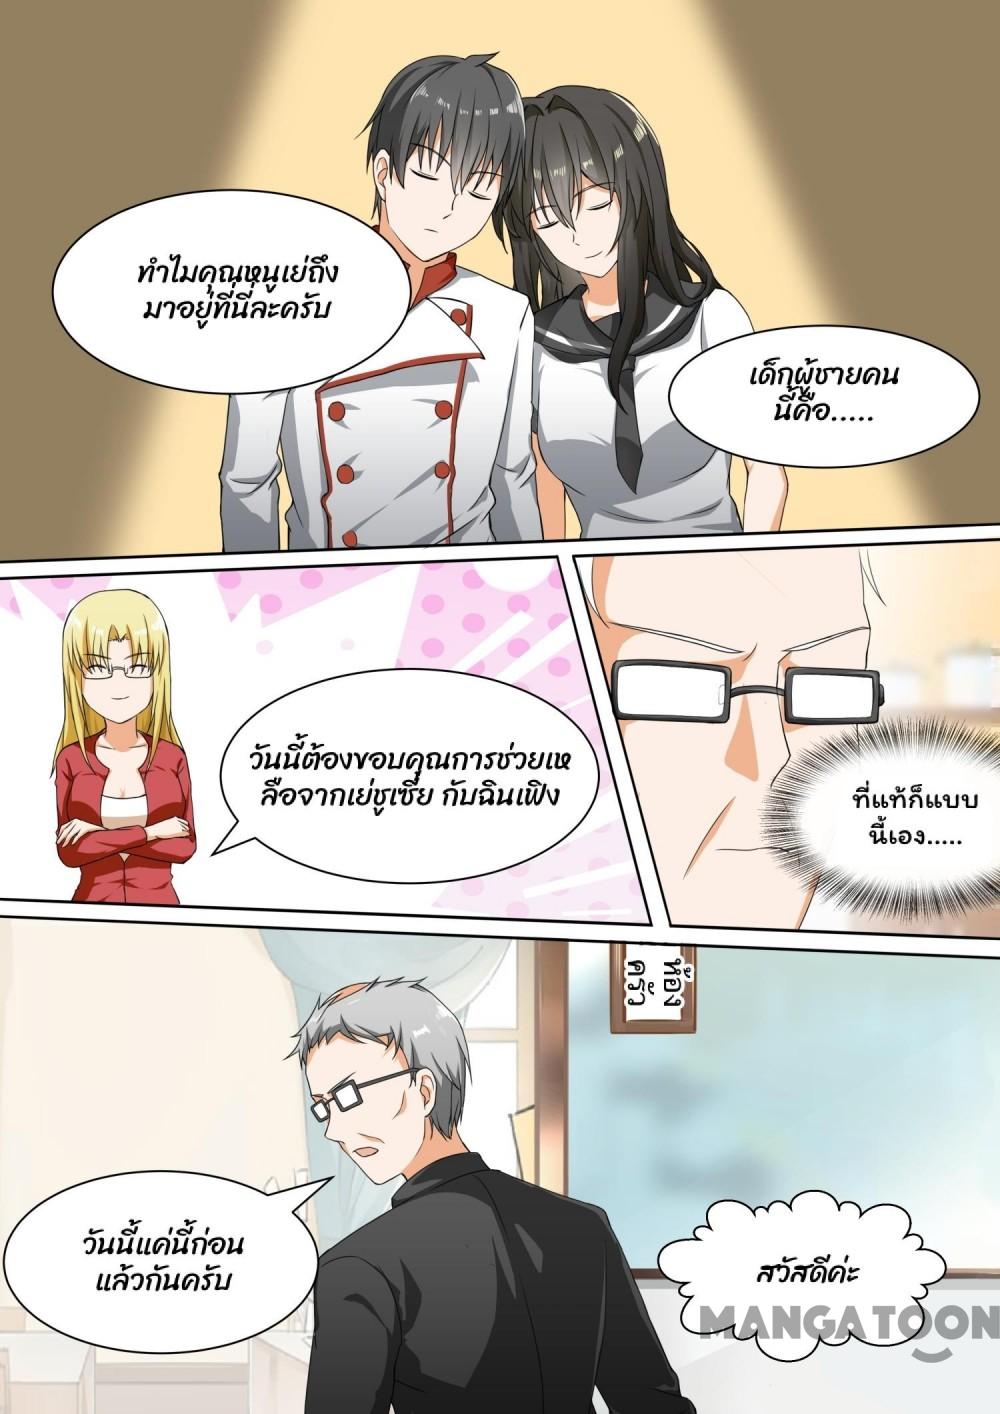 ทำไมคุณหนูเย่ถึง
มาอยู่ที่นี่ละครับ
เด็กผู้ชายคน
นี้คือ.....
วันนี้ต้องขอบคุณการช่วยเห
ลือจากเย่ชูเซี่ย กับฉินเฟิง
ที่แท้ก็แบบ
นี้เอง.....
ห้อง
ครัว
วันนี้แค่นี้ก่อน
แล้วกันครับ
สวัสดีค่ะ
MANGATOON